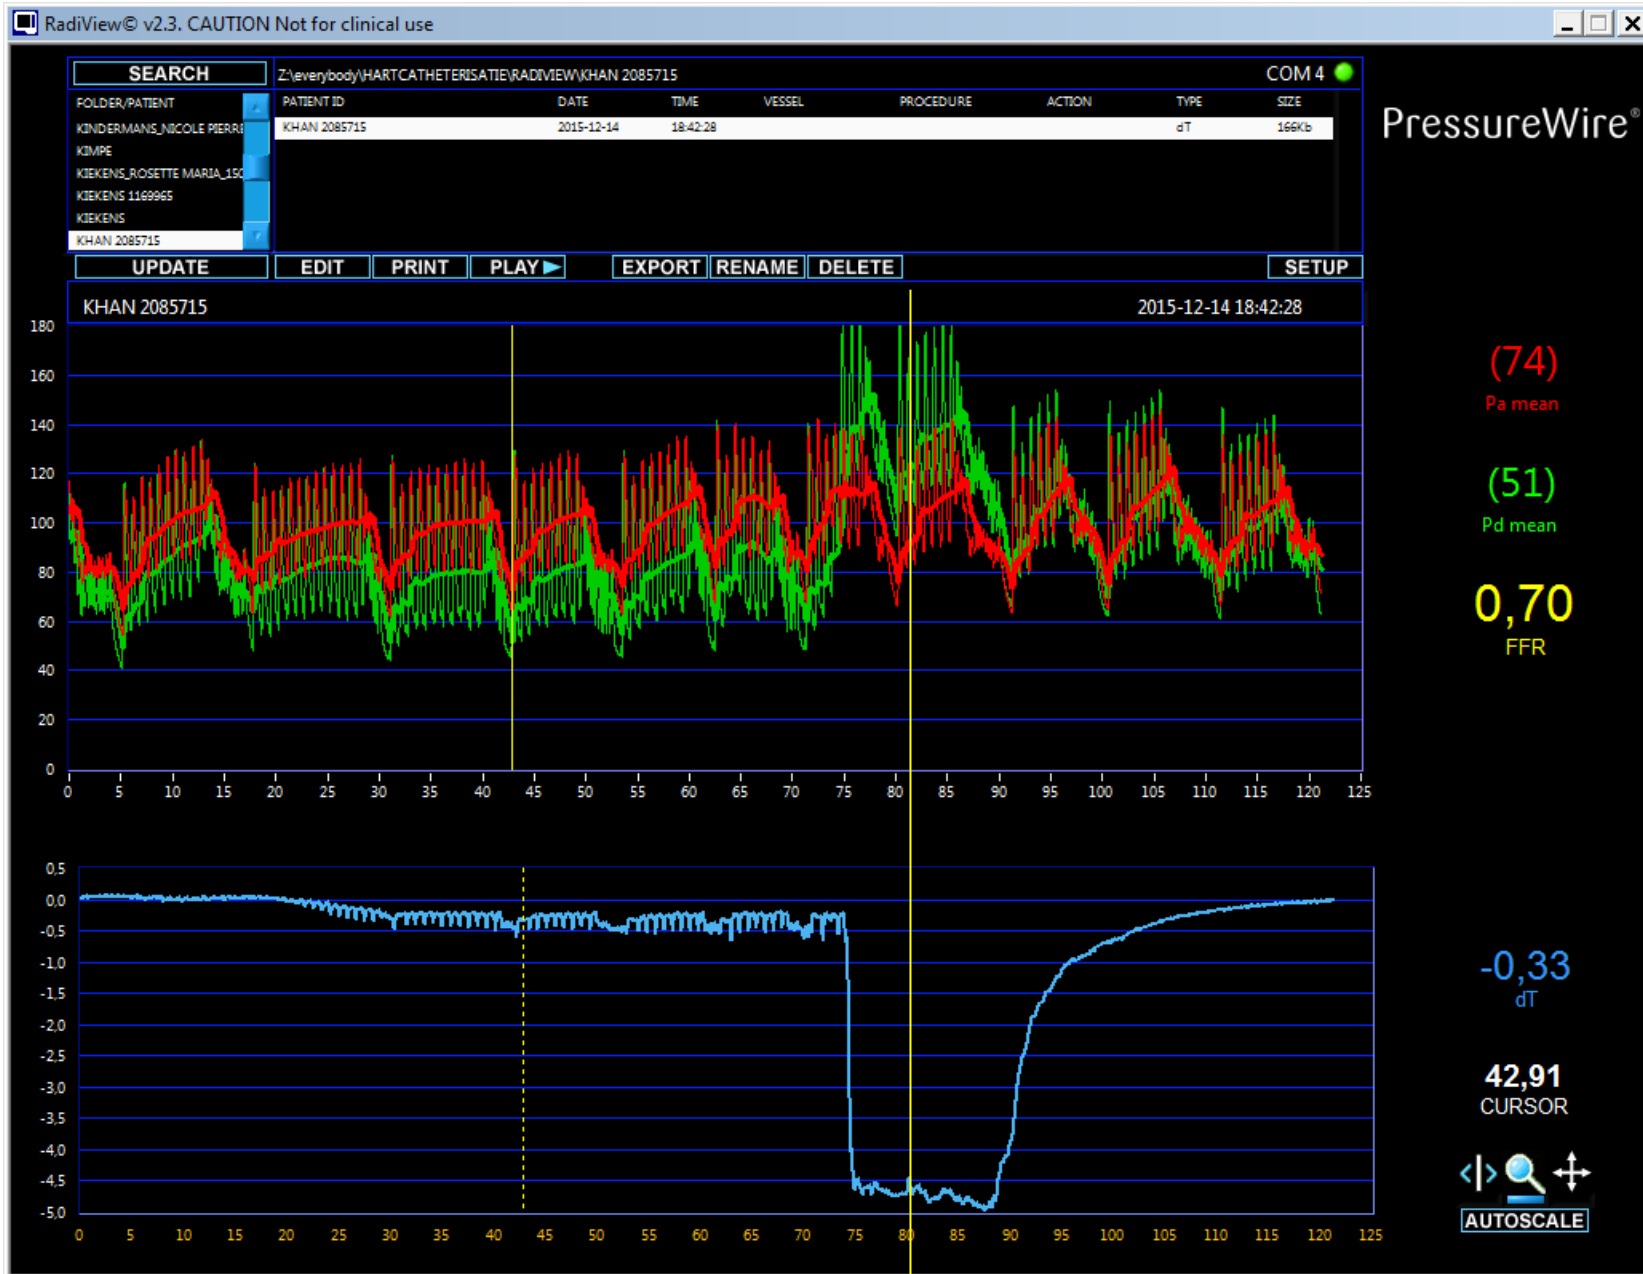 RadiView© v2.3. CAUTION Not for clinical use
SEARCH
Z:\everybody\HARTCATHETERISATIE\RADIVIEW\KHAN 2085715
COM 4
FOLDER/PATIENT
PATIENT ID DATE TIME VESSEL PROCEDURE ACTION TYPE SIZE
PressureWire®
KINDERMANS_NICOLE PIERRE
KHAN 2085715 2015-12-14 18:42:28 dT 166Kb
KIMPE
KIEKENS_ROSETTE MARIA_150
KIEKENS 1169965
KIEKENS
KHAN 2085715
UPDATE EDIT PRINT PLAY EXPORT RENAME DELETE SETUP
KHAN 2085715 2015-12-14 18:42:28
180
160
140
120
100
80
60
40
20
0
0 5 10 15 20 25 30 35 40 45 50 55 60 65 70 75 80 85 90 95 100 105 110 115 120 125
(74)
Pa mean
(51)
Pd mean
0,70
FFR
0,5
0,0
-0,5
-1,0
-1,5
-2,0
-2,5
-3,0
-3,5
-4,0
-4,5
-5,0
0 5 10 15 20 25 30 35 40 45 50 55 60 65 70 75 80 85 90 95 100 105 110 115 120 125
-0,33
dT
42,91
CURSOR
AUTOSCALE